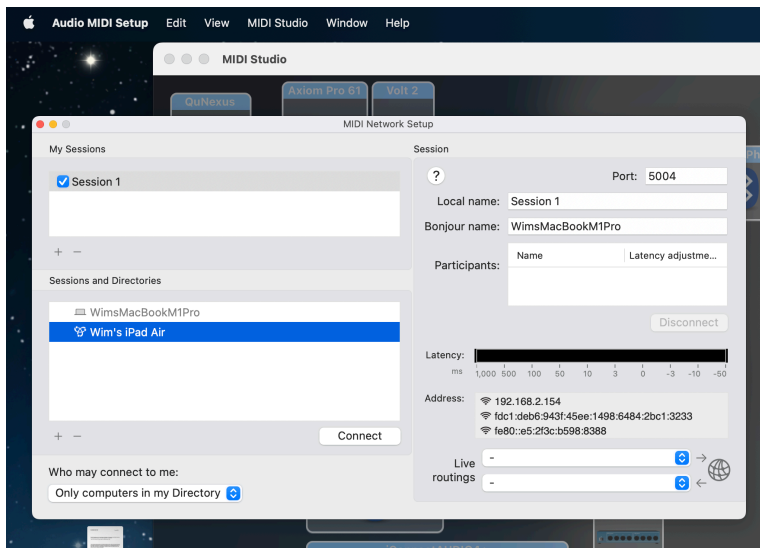 Audio MIDI Setup Edit View MIDI Studio Window Help
MIDI Studio
QuNexus
Axiom Pro 61
Volt 2
MIDI Network Setup
My Sessions
Session 1
+ −
Sessions and Directories
WimsMacBookM1Pro
Wim's iPad Air
+ −
Connect
Who may connect to me:
Only computers in my Directory
Session
?
Port: 5004
Local name: Session 1
Bonjour name: WimsMacBookM1Pro
Participants:
Name Latency adjustme...
Disconnect
Latency:
ms 1,000 500 100 50 10 3 0 -3 -10 -50
Address: 192.168.2.154
fdc1:deb6:943f:45ee:1498:6484:2bc1:3233
fe80::e5:2f3c:b598:8388
Live routings
-
-
Ph